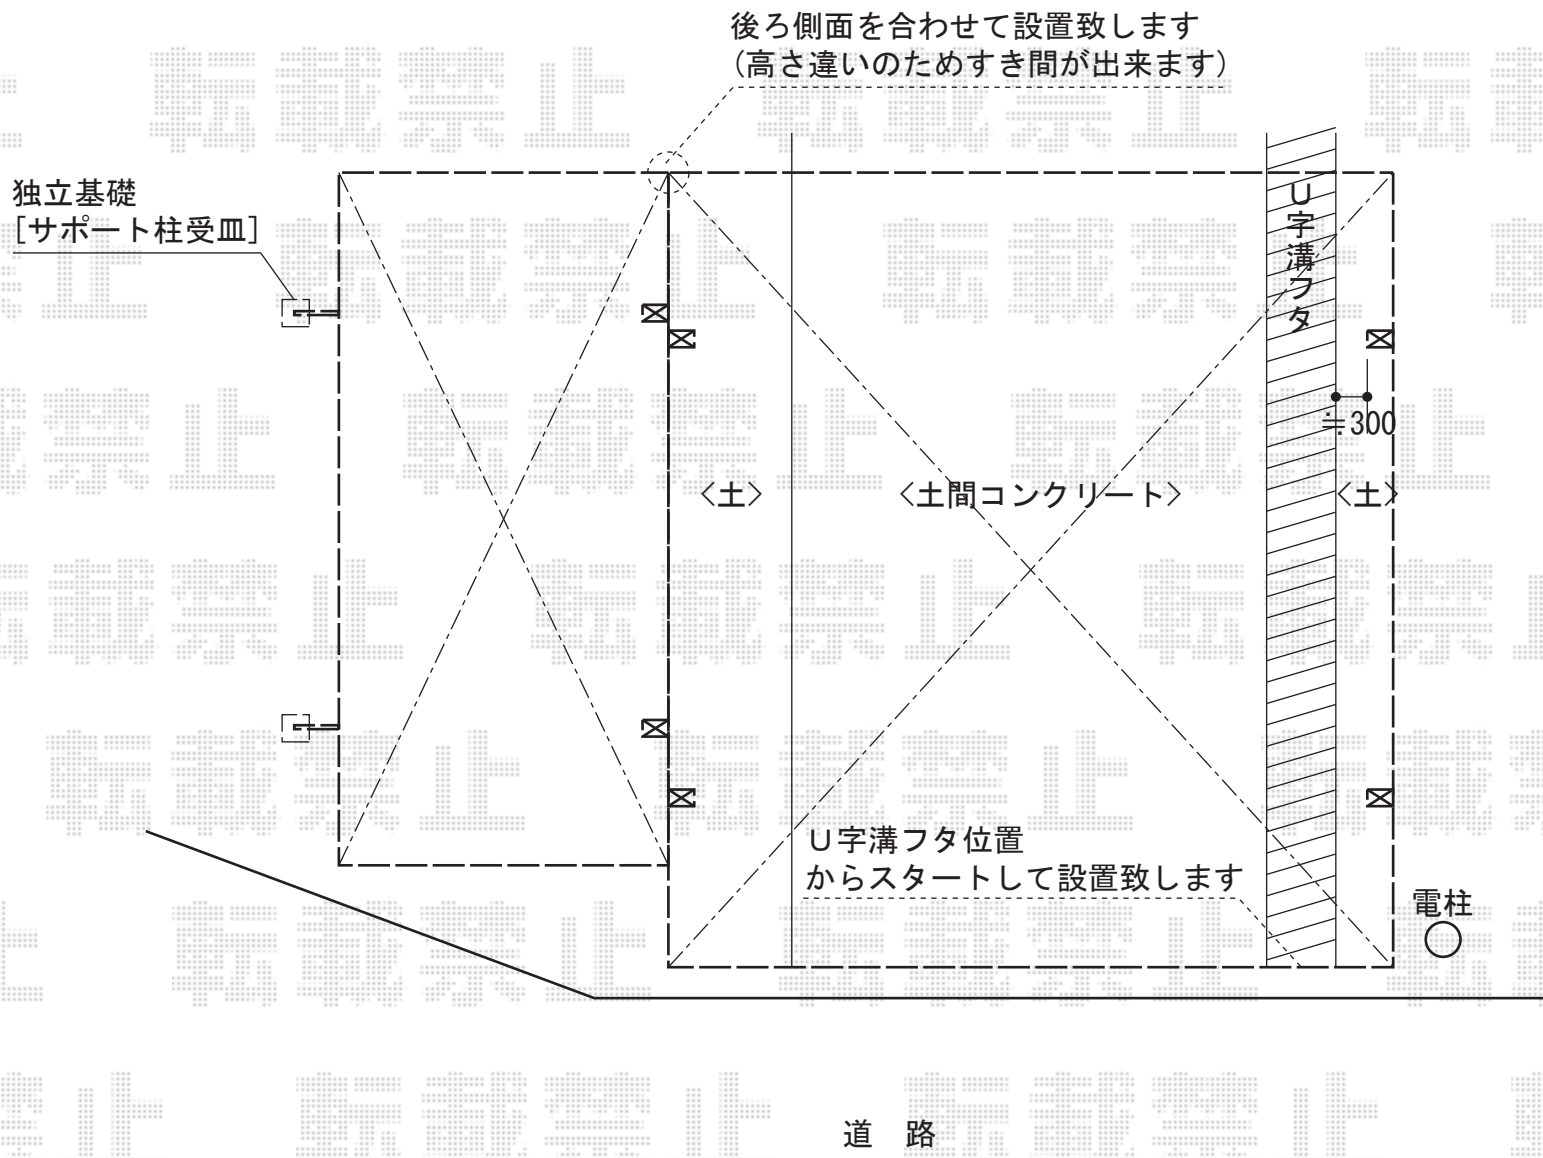 後ろ側面を合わせて設置致します
(高さ違いのためすき間が出来ます)
独立基礎
[サポート柱受皿]
U字溝フタ
≒300
〈土〉
〈土間コンクリート〉
〈土〉
U字溝フタ位置
からスタートして設置致します
電柱
道 路
転載禁止